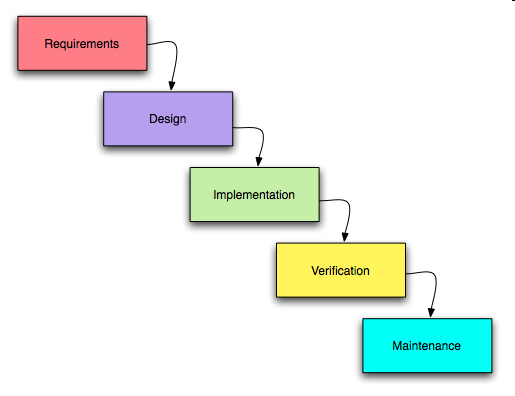 Requirements
Design
Implementation
Verification
Maintenance